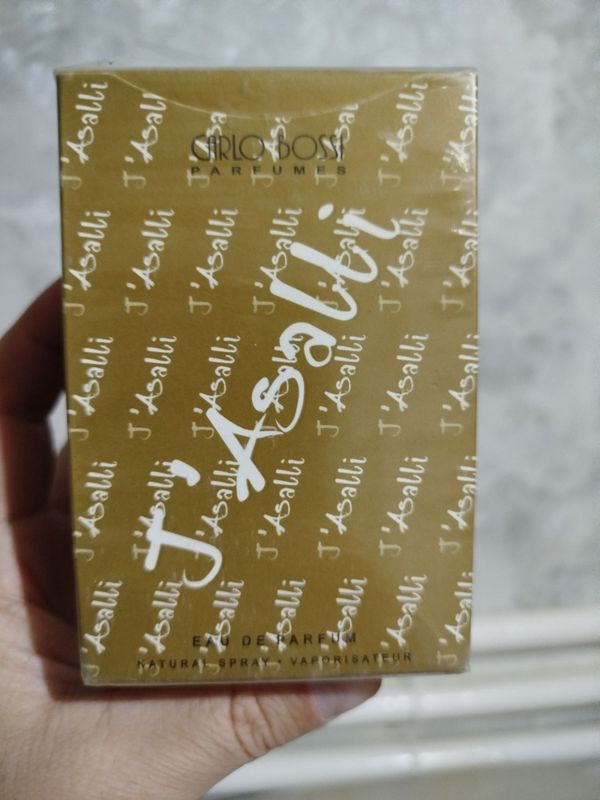 CARLO BOSSI
PARFUMES
J'Asalli
EAU DE PARFUM
NATURAL SPRAY • VAPORISATEUR